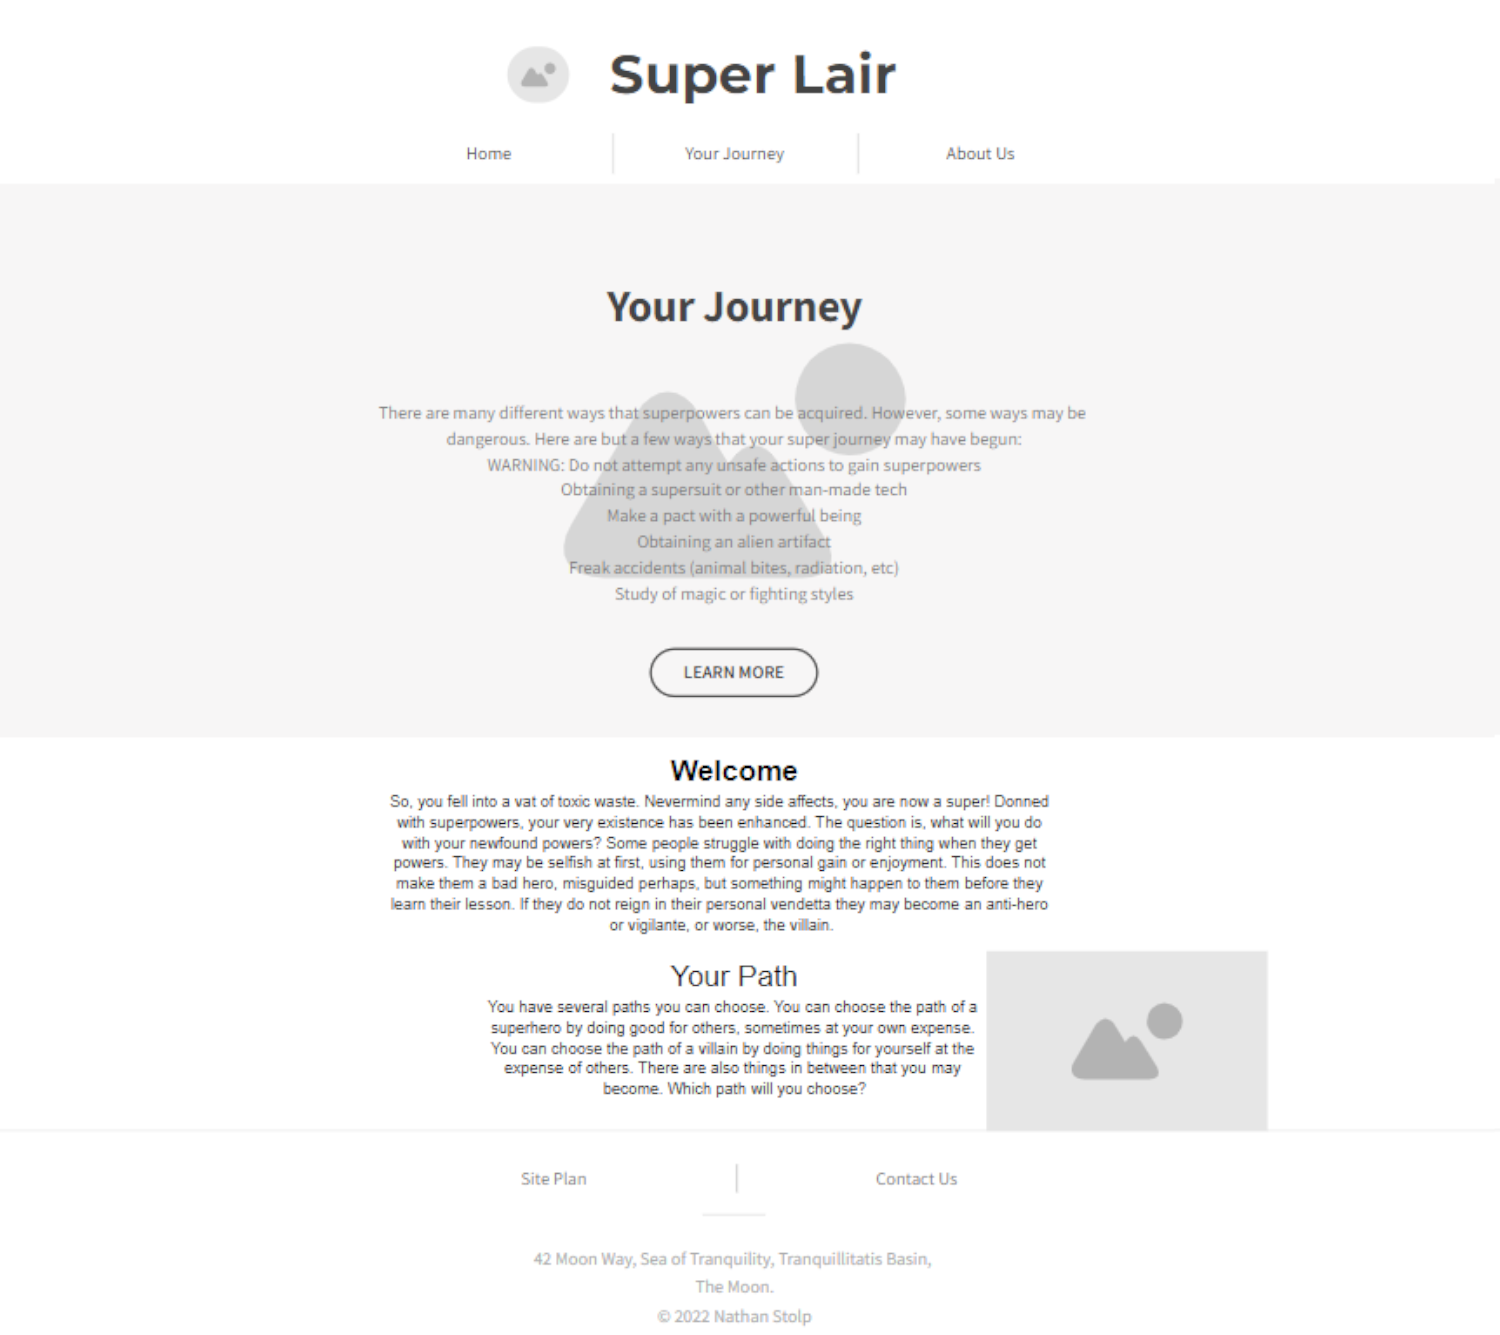 Super Lair
Home
Your Journey
About Us
Your Journey
There are many different ways that superpowers can be acquired. However, some ways may be
dangerous. Here are but a few ways that your super journey may have begun:
WARNING: Do not attempt any unsafe actions to gain superpowers
Obtaining a supersuit or other man-made tech
Make a pact with a powerful being
Obtaining an alien artifact
Freak accidents (animal bites, radiation, etc)
Study of magic or fighting styles
LEARN MORE
Welcome
So, you fell into a vat of toxic waste. Nevermind any side affects, you are now a super! Donned
with superpowers, your very existence has been enhanced. The question is, what will you do
with your newfound powers? Some people struggle with doing the right thing when they get
powers. They may be selfish at first, using them for personal gain or enjoyment. This does not
make them a bad hero, misguided perhaps, but something might happen to them before they
learn their lesson. If they do not reign in their personal vendetta they may become an anti-hero
or vigilante, or worse, the villain.
Your Path
You have several paths you can choose. You can choose the path of a
superhero by doing good for others, sometimes at your own expense.
You can choose the path of a villain by doing things for yourself at the
expense of others. There are also things in between that you may
become. Which path will you choose?
Site Plan
Contact Us
42 Moon Way, Sea of Tranquility, Tranquillitatis Basin,
The Moon.
© 2022 Nathan Stolp